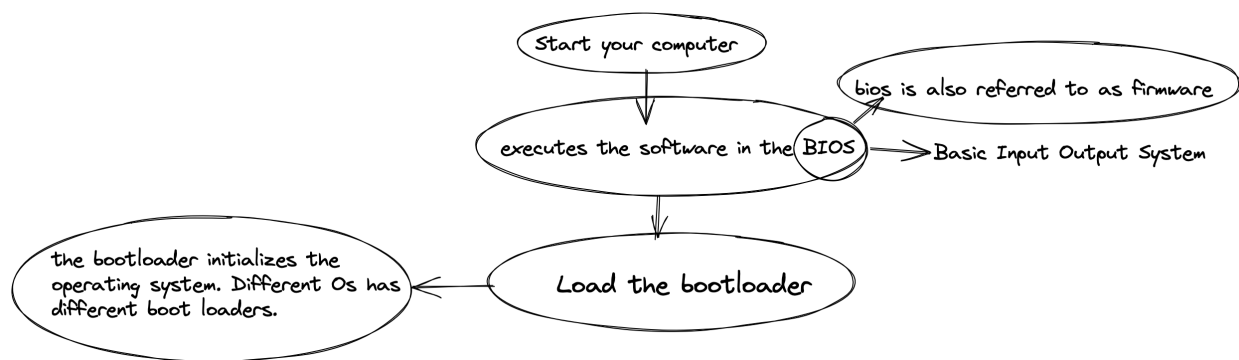 Start your computer
bios is also referred to as firmware
executes the software in the BIOS
Basic Input Output System
the bootloader initializes the
operating system. Different Os has
different boot loaders.
Load the bootloader